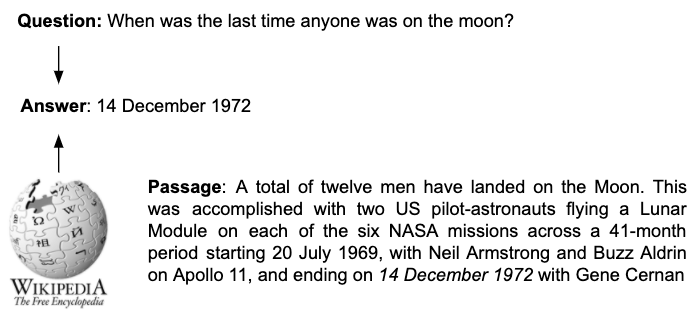 Question: When was the last time anyone was on the moon?
Answer: 14 December 1972
Passage: A total of twelve men have landed on the Moon. This
was accomplished with two US pilot-astronauts flying a Lunar
Module on each of the six NASA missions across a 41-month
period starting 20 July 1969, with Neil Armstrong and Buzz Aldrin
on Apollo 11, and ending on 14 December 1972 with Gene Cernan
Ω
W
И
WIKIPEDIA
The Free Encyclopedia